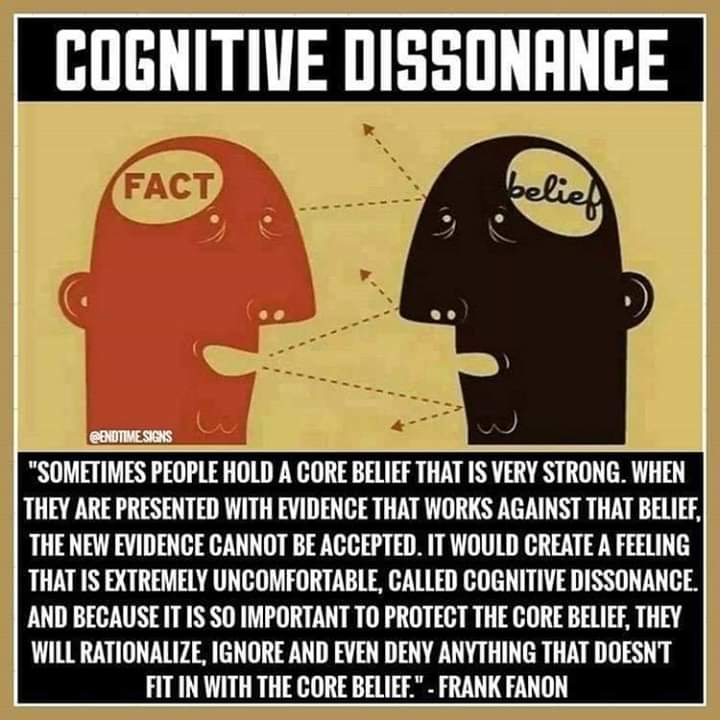 COGNITIVE DISSONANCE
FACT
belief
@ENDTIME.SIGNS
"SOMETIMES PEOPLE HOLD A CORE BELIEF THAT IS VERY STRONG. WHEN
THEY ARE PRESENTED WITH EVIDENCE THAT WORKS AGAINST THAT BELIEF,
THE NEW EVIDENCE CANNOT BE ACCEPTED. IT WOULD CREATE A FEELING
THAT IS EXTREMELY UNCOMFORTABLE, CALLED COGNITIVE DISSONANCE.
AND BECAUSE IT IS SO IMPORTANT TO PROTECT THE CORE BELIEF, THEY
WILL RATIONALIZE, IGNORE AND EVEN DENY ANYTHING THAT DOESN'T
FIT IN WITH THE CORE BELIEF." - FRANK FANON